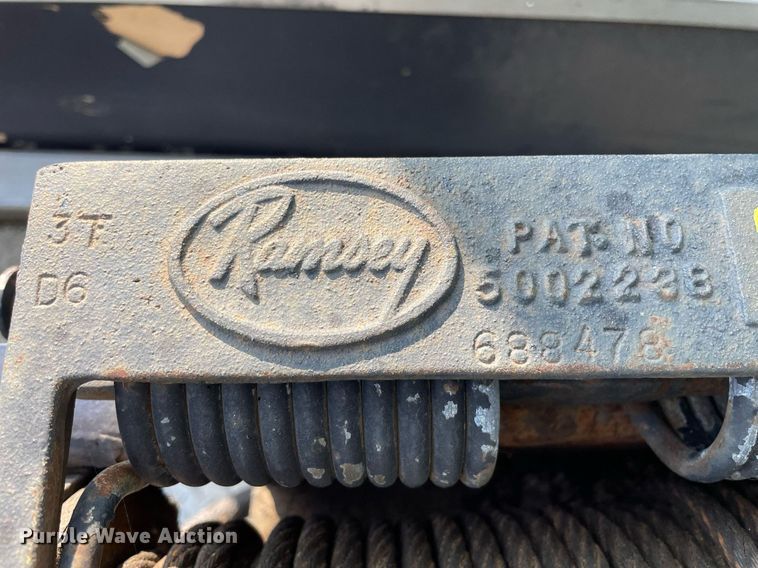 3T
D6
Ramsey
PAT. NO
5002238
688478
Purple Wave Auction